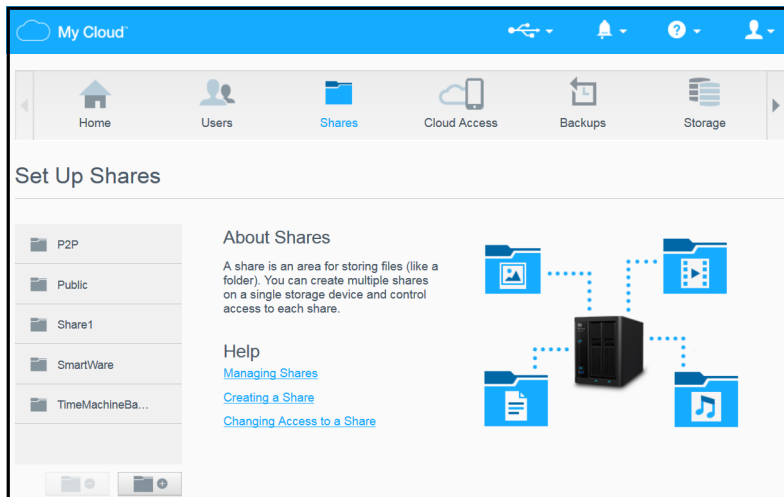 My Cloud™
Home Users Shares Cloud Access Backups Storage
Set Up Shares
P2P
Public
Share1
SmartWare
TimeMachineBa...
About Shares
A share is an area for storing files (like a
folder). You can create multiple shares
on a single storage device and control
access to each share.
Help
Managing Shares
Creating a Share
Changing Access to a Share